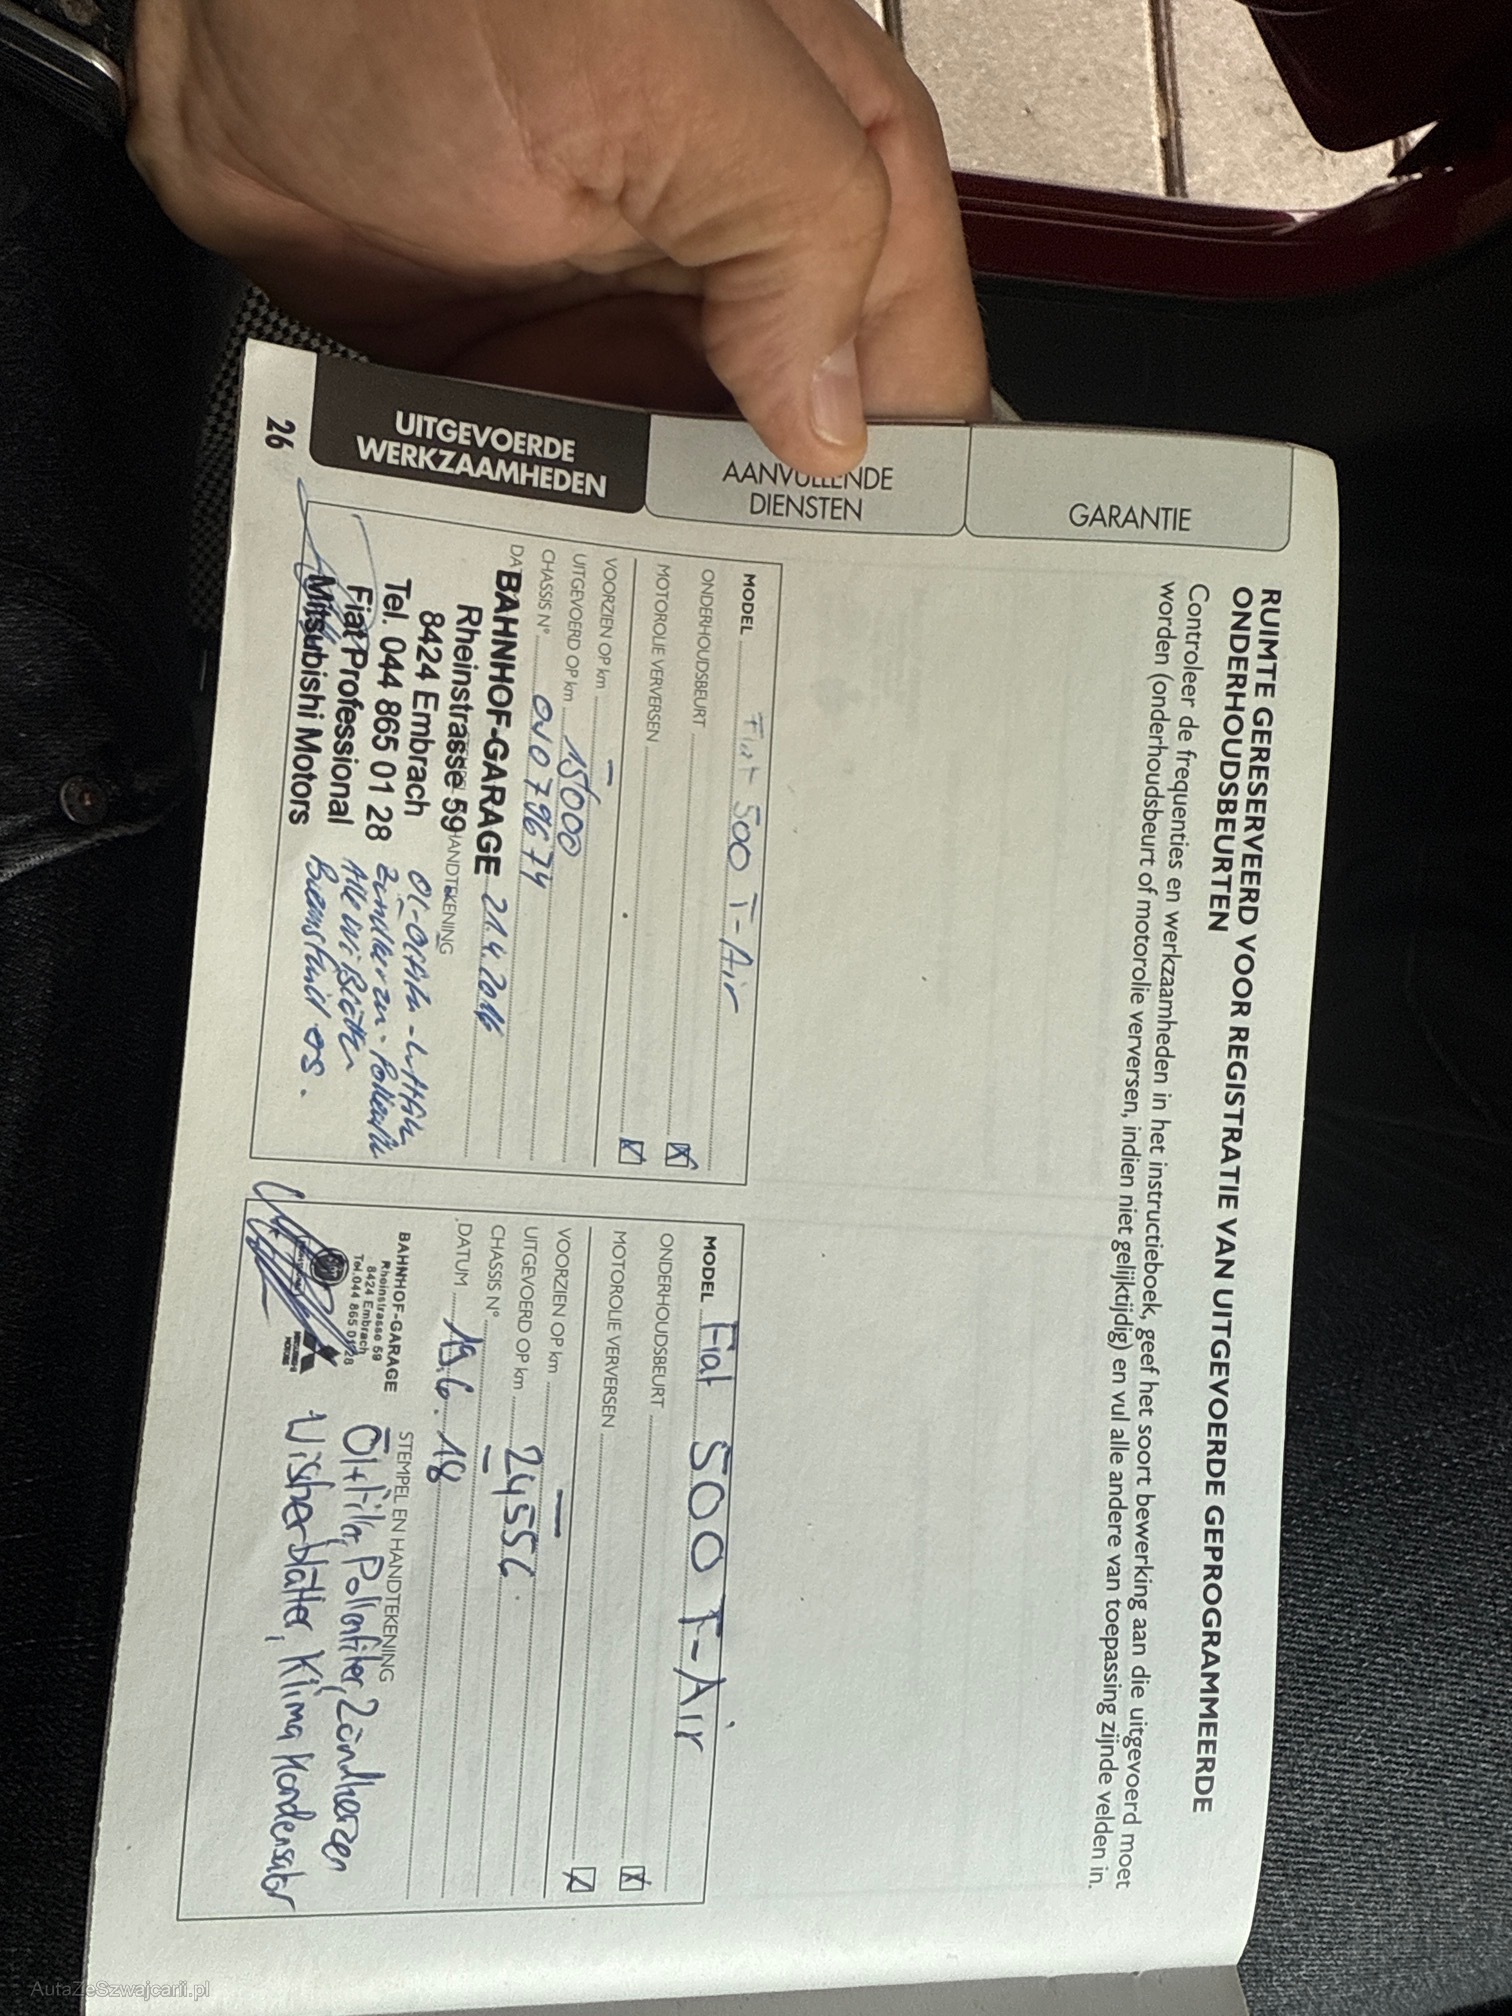 RUIMTE GERESERVEERD VOOR REGISTRATIE VAN UITGEVOERDE GEPROGRAMMEERDE
ONDERHOUDSBEURTEN
Controleer de frequenties en werkzaamheden in het instructieboek, geef het soort bewerking aan die uitgevoerd moet
worden (onderhoudsbeurt of motorolie verversen, indien niet gelijktijdig) en vul alle andere van toepassing zijnde velden in.
GARANTIE
AANVULLENDE
DIENSTEN
UITGEVOERDE
WERKZAAMHEDEN
26
MODEL Fiat 500 T-Air
ONDERHOUDSBEURT
MOTOROLIE VERVERSEN
VOORZIEN OP km —
UITGEVOERD OP km 15000
CHASSIS N°
21.4.2016
BAHNHOF-GARAGE
Rheinstrasse 59
8424 Embrach
Tel. 044 865 01 28
Fiat Professional
Mitsubishi Motors
MODEL Fiat 500 T-Air
ONDERHOUDSBEURT
MOTOROLIE VERVERSEN
VOORZIEN OP km —
UITGEVOERD OP km 24556
CHASSIS N° —
DATUM 19.6.18
STEMPEL EN HANDTEKENING
BAHNHOF-GARAGE
Rheinstrasse 59
8424 Embrach
Tel. 044 865 01 28
Öl+Filter, Pollenfilter, Zündkerzen
Wischerblätter, Klima Kondensator
AutaZeSzwajcarii.pl